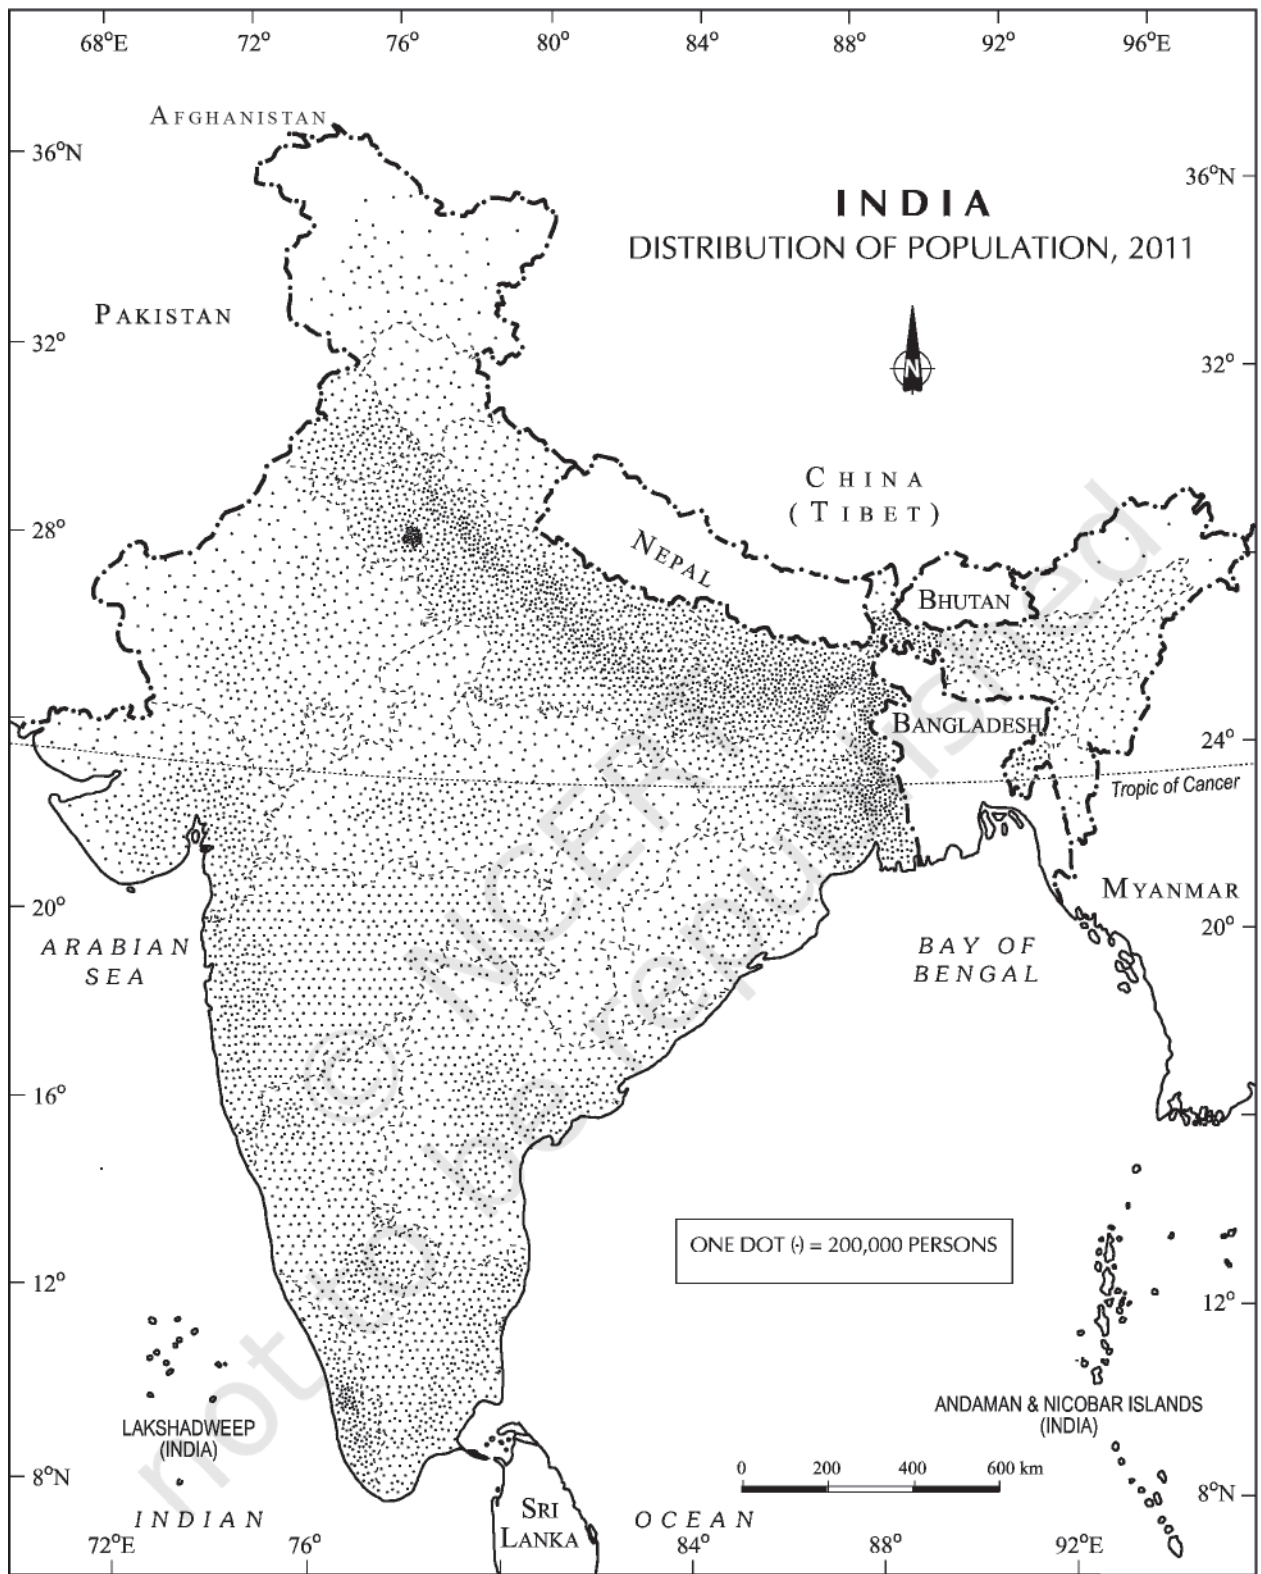 68°E 72° 76° 80° 84° 88° 92° 96°E
AFGHANISTAN
36°N
36°N
INDIA
DISTRIBUTION OF POPULATION, 2011
PAKISTAN
N
32°
32°
CHINA
(TIBET)
28°
NEPAL
BHUTAN
BANGLADESH
24°
Tropic of Cancer
MYANMAR
20°
20°
ARABIAN
SEA
BAY OF
BENGAL
© NCERT
not to be republished
16°
ONE DOT (·) = 200,000 PERSONS
12°
12°
LAKSHADWEEP
(INDIA)
ANDAMAN & NICOBAR ISLANDS
(INDIA)
0 200 400 600 km
8°N
8°N
SRI
LANKA
INDIAN OCEAN
72°E 76° 84° 88° 92°E